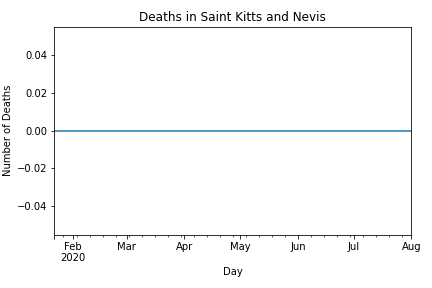 Deaths in Saint Kitts and Nevis
0.04
0.02
0.00
−0.02
−0.04
Number of Deaths
Feb Mar Apr May Jun Jul Aug
2020
Day